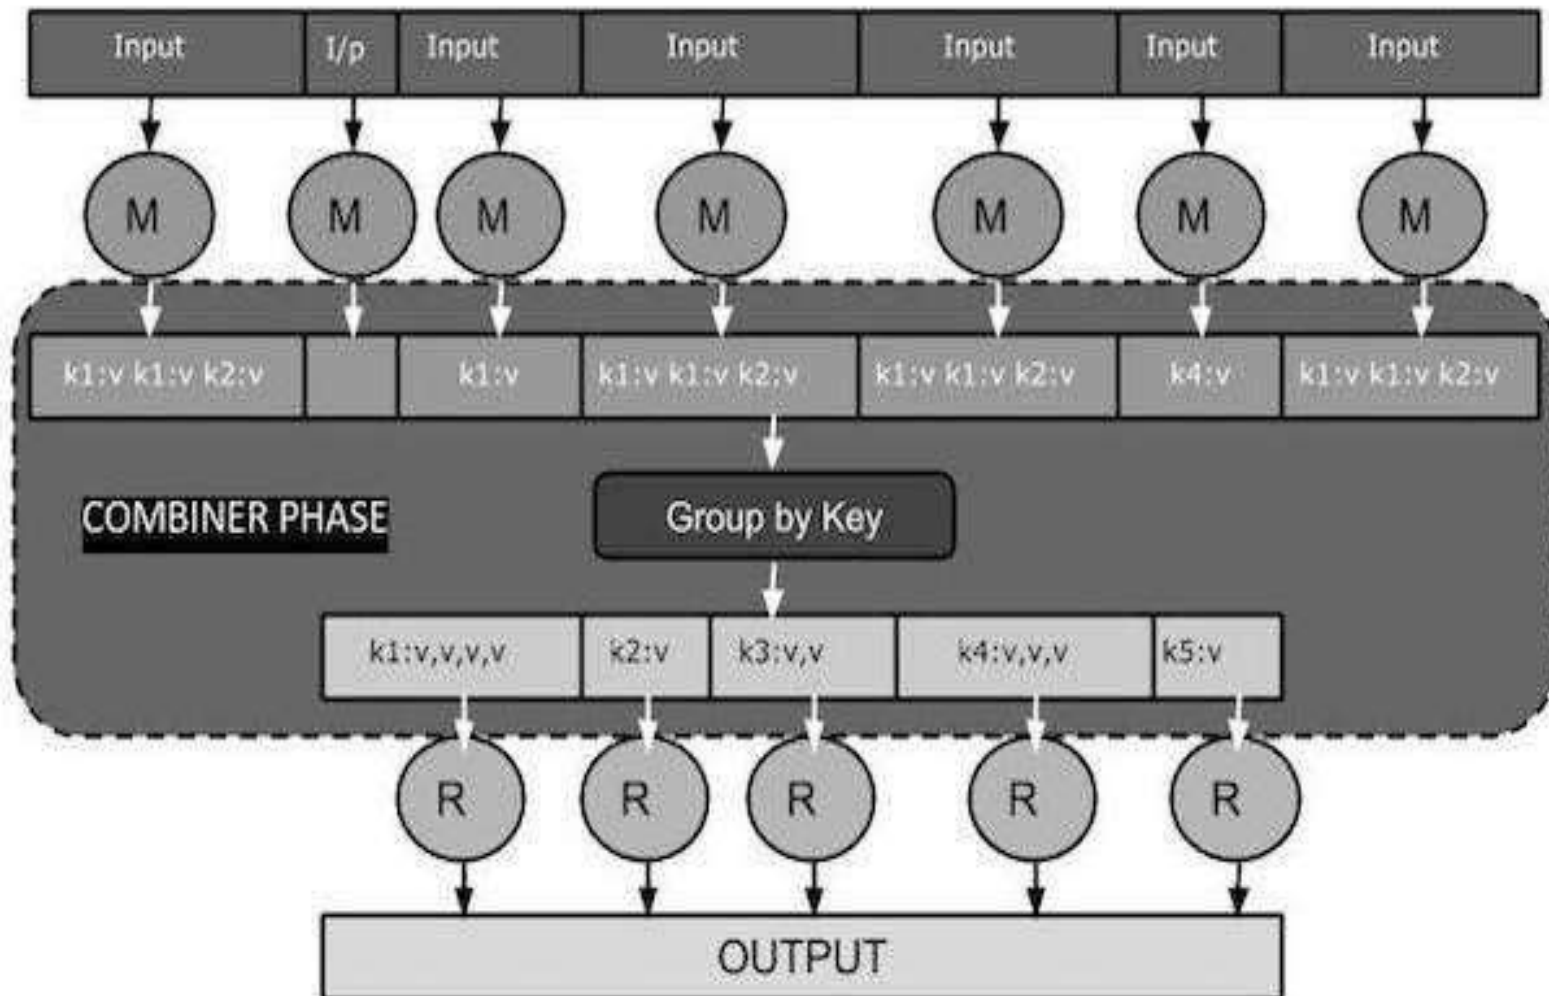 Input I/p Input Input Input Input Input
M M M M M M M
k1:v k1:v k2:v k1:v k1:v k1:v k2:v k1:v k1:v k2:v k4:v k1:v k1:v k2:v
COMBINER PHASE Group by Key
k1:v,v,v,v k2:v k3:v,v k4:v,v,v k5:v
R R R R R
OUTPUT